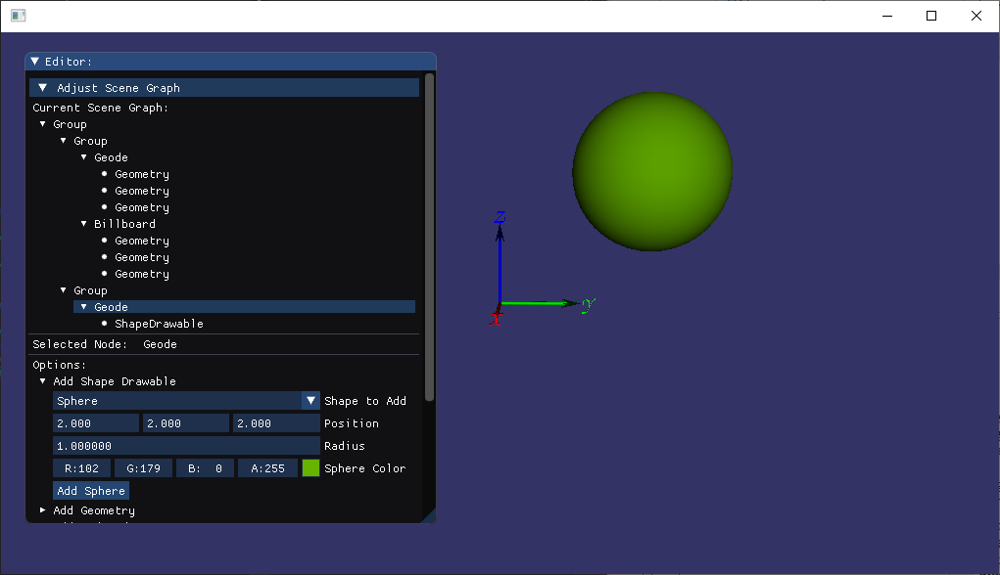 Editor:
Adjust Scene Graph
Current Scene Graph:
Group
Group
Geode
Geometry
Geometry
Geometry
Billboard
Geometry
Geometry
Geometry
Group
Geode
ShapeDrawable
Selected Node: Geode
Options:
Add Shape Drawable
Sphere Shape to Add
2.000 2.000 2.000 Position
1.000000 Radius
R:102 G:179 B: 0 A:255 Sphere Color
Add Sphere
Add Geometry
z
y
x